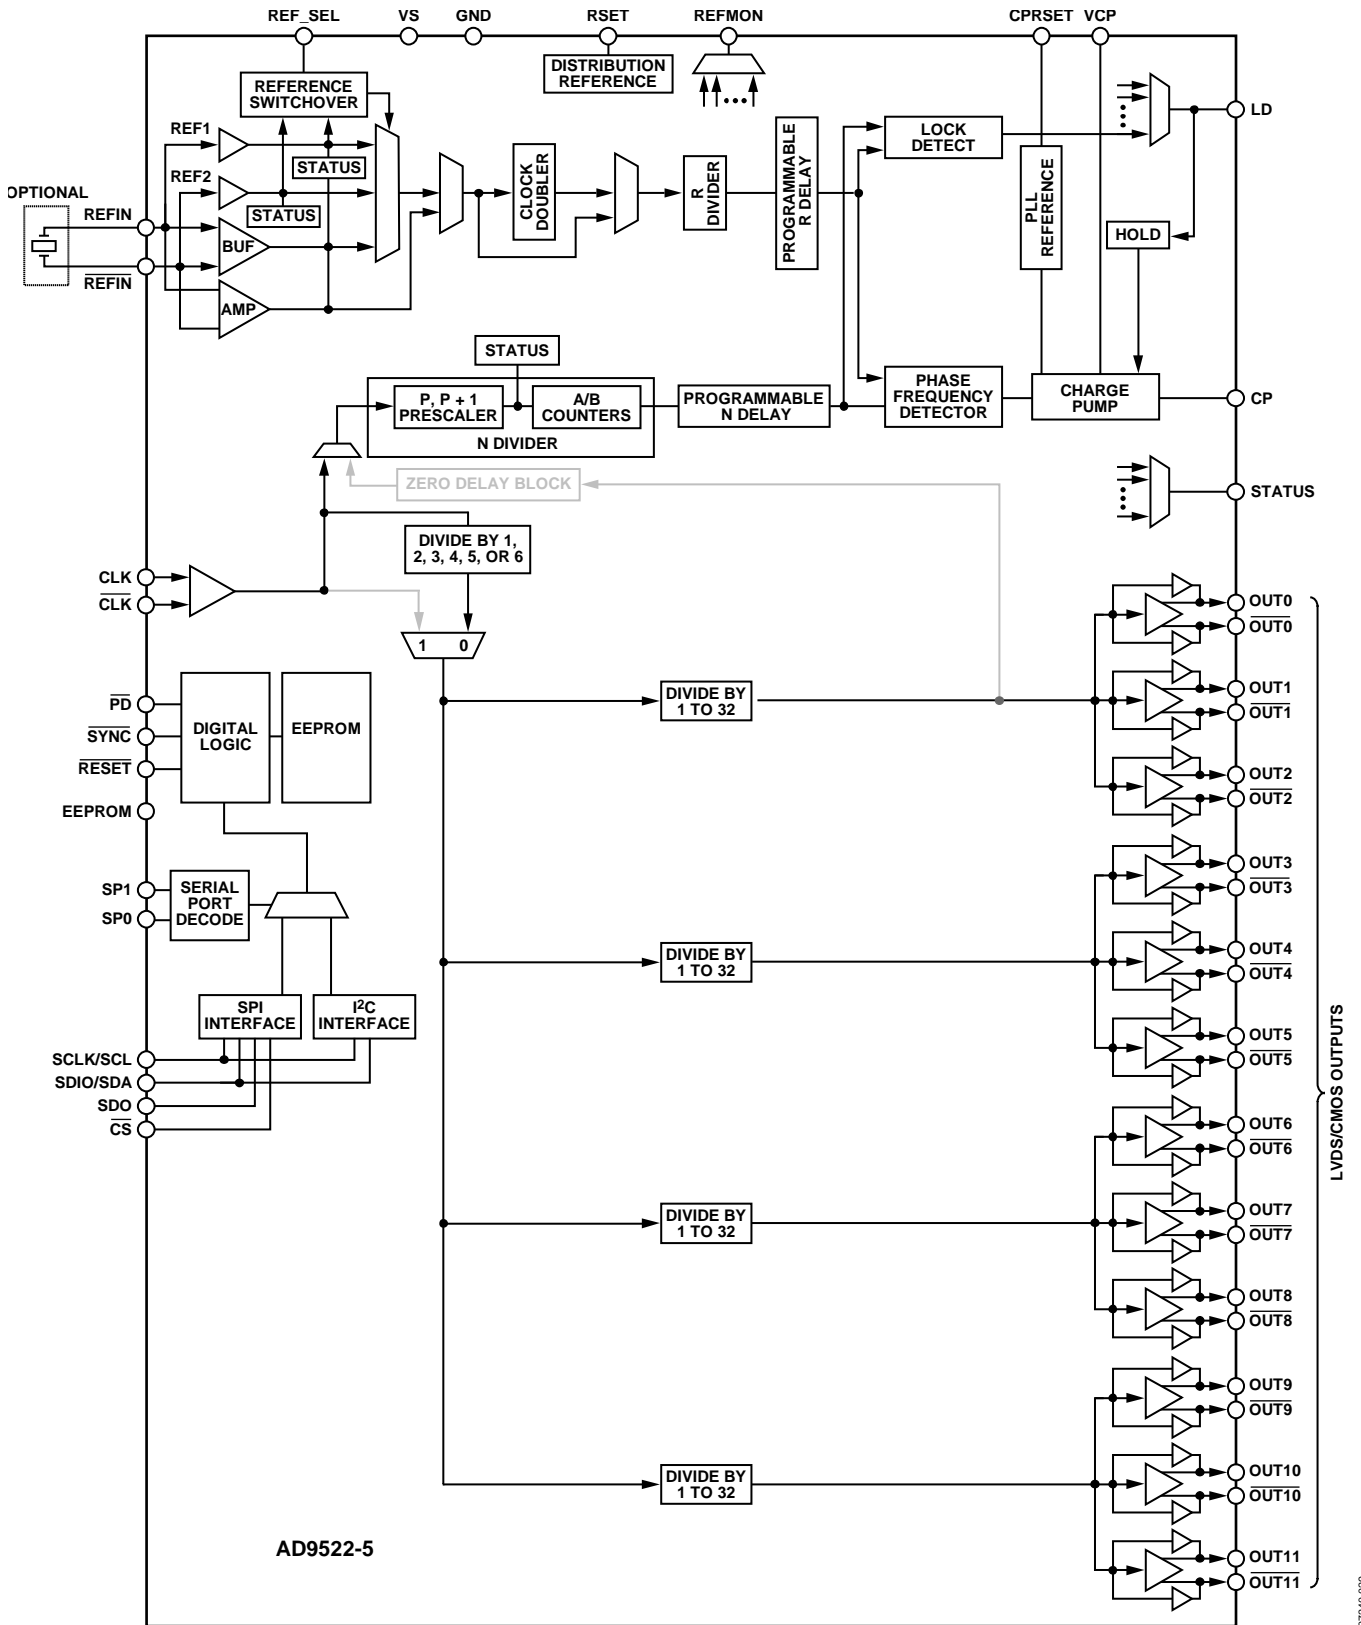 REF_SEL
VS
GND
RSET
REFMON
CPRSET
VCP
REFERENCE
SWITCHOVER
DISTRIBUTION
REFERENCE
REF1
REF2
STATUS
STATUS
OPTIONAL
REFIN
REFIN
BUF
AMP
CLOCK
DOUBLER
R
DIVIDER
PROGRAMMABLE
R DELAY
LOCK
DETECT
PLL
REFERENCE
LD
HOLD
STATUS
P, P + 1
PRESCALER
A/B
COUNTERS
N DIVIDER
PROGRAMMABLE
N DELAY
PHASE
FREQUENCY
DETECTOR
CHARGE
PUMP
CP
ZERO DELAY BLOCK
STATUS
DIVIDE BY 1,
2, 3, 4, 5, OR 6
CLK
CLK
1 0
PD
SYNC
RESET
EEPROM
DIGITAL
LOGIC
EEPROM
SP1
SP0
SERIAL
PORT
DECODE
SPI
INTERFACE
I2C
INTERFACE
SCLK/SCL
SDIO/SDA
SDO
CS
DIVIDE BY
1 TO 32
DIVIDE BY
1 TO 32
DIVIDE BY
1 TO 32
DIVIDE BY
1 TO 32
OUT0
OUT0
OUT1
OUT1
OUT2
OUT2
OUT3
OUT3
OUT4
OUT4
OUT5
OUT5
OUT6
OUT6
OUT7
OUT7
OUT8
OUT8
OUT9
OUT9
OUT10
OUT10
OUT11
OUT11
LVDS/CMOS OUTPUTS
AD9522-5